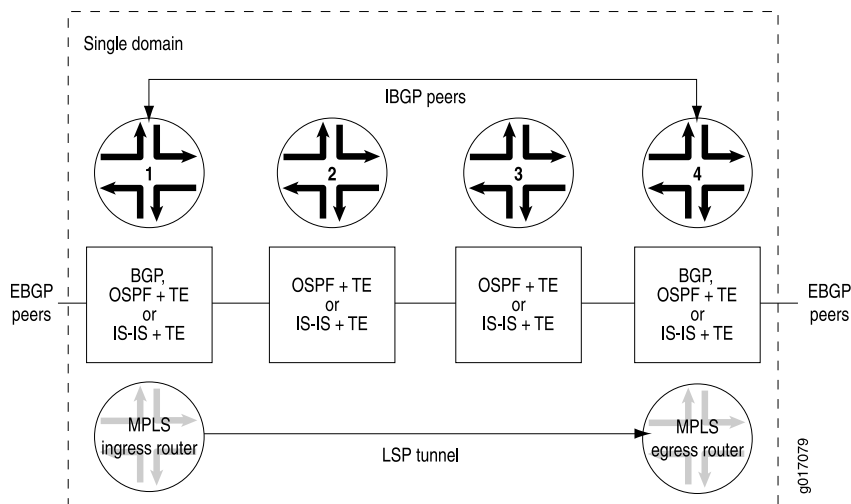 Single domain
IBGP peers
1
2
3
4
EBGP
peers
BGP,
OSPF + TE
or
IS-IS + TE
OSPF + TE
or
IS-IS + TE
OSPF + TE
or
IS-IS + TE
BGP,
OSPF + TE
or
IS-IS + TE
EBGP
peers
MPLS
ingress router
LSP tunnel
MPLS
egress router
g017079